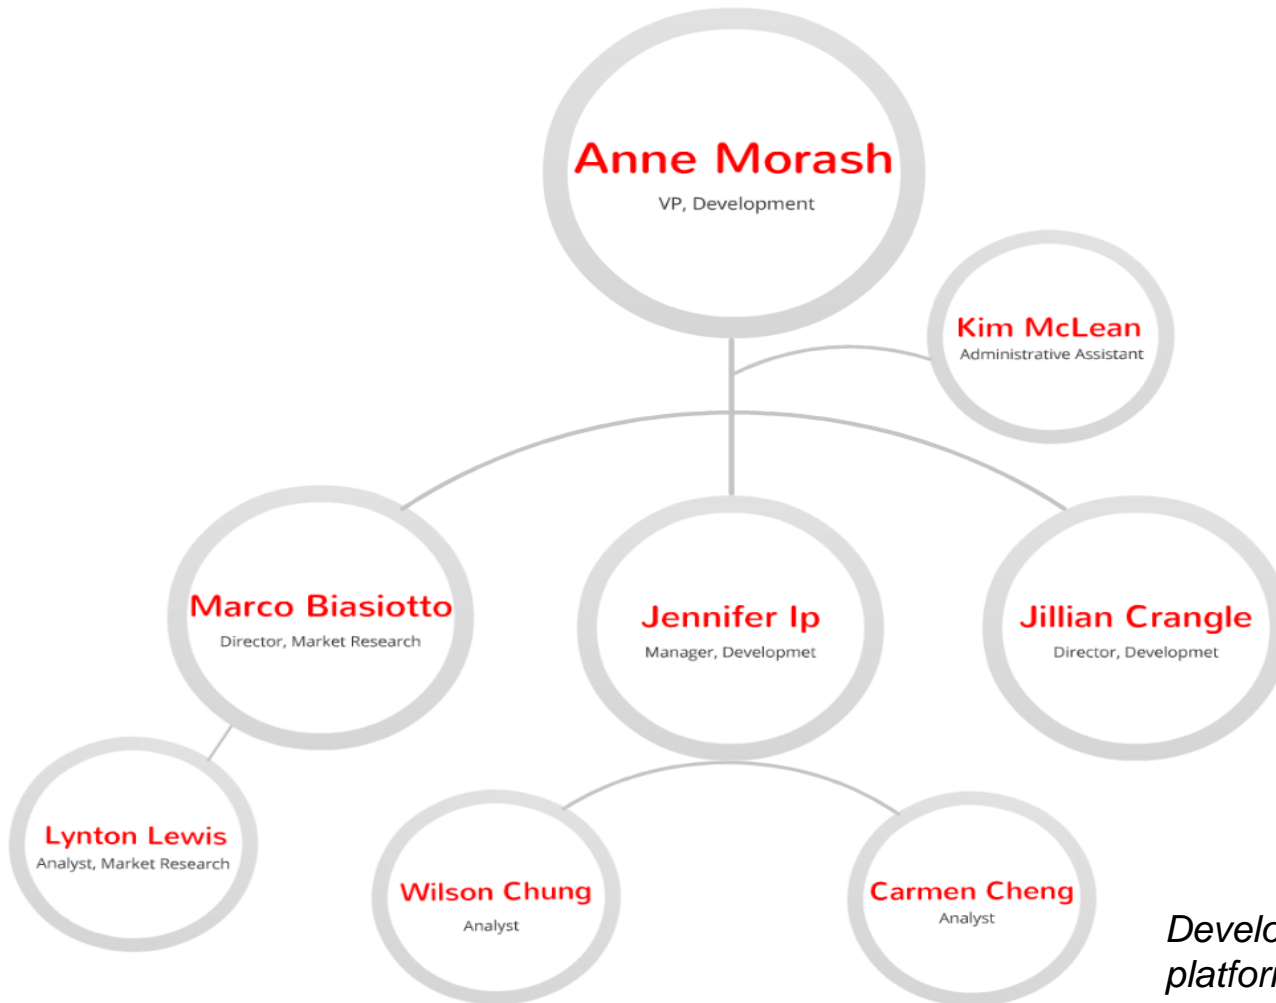 Anne Morash
VP, Development
Kim McLean
Administrative Assistant
Marco Biasiotto
Director, Market Research
Jennifer Ip
Manager, Developmet
Jillian Crangle
Director, Developmet
Lynton Lewis
Analyst, Market Research
Wilson Chung
Analyst
Carmen Cheng
Analyst